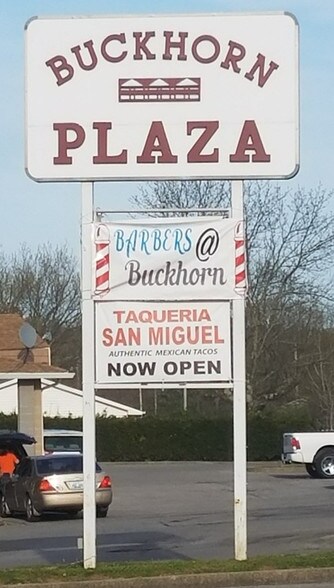 BUCKHORN
PLAZA
BARBERS @
Buckhorn
TAQUERIA
SAN MIGUEL
AUTHENTIC MEXICAN TACOS
NOW OPEN